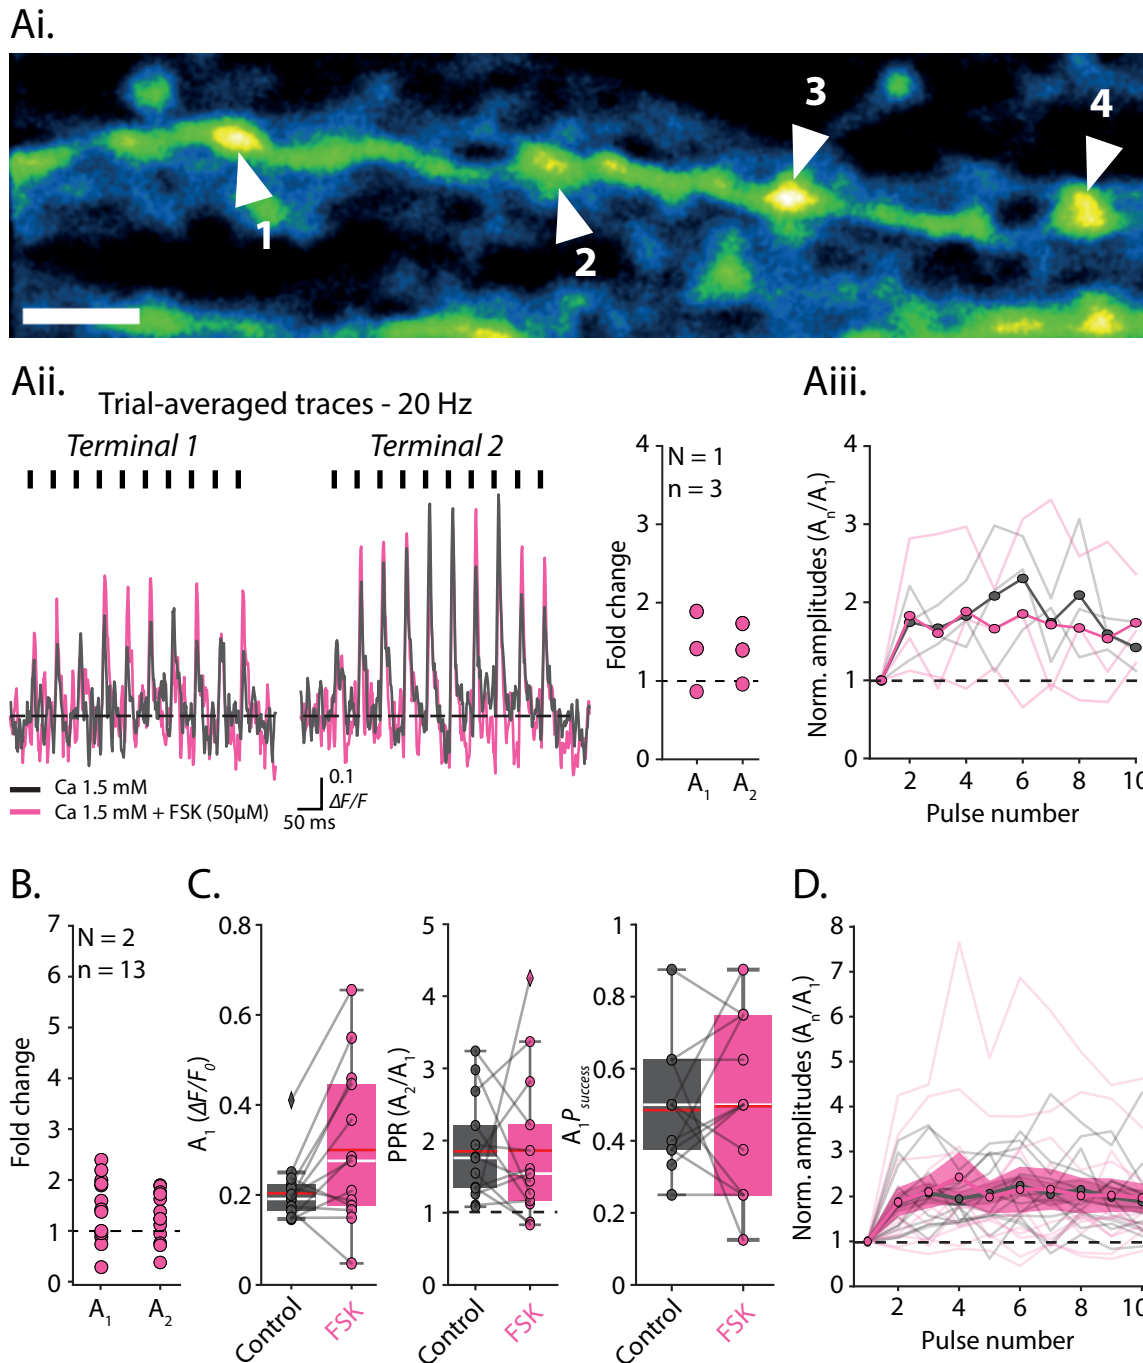 Ai.
1
2
3
4
Aii.
Trial-averaged traces - 20 Hz
Terminal 1
Terminal 2
Ca 1.5 mM
Ca 1.5 mM + FSK (50µM)
0.1
ΔF/F
50 ms
Fold change
4
3
2
1
0
N = 1
n = 3
A1
A2
Aiii.
Norm. amplitudes (An/A1)
4
3
2
1
0
2
4
6
8
10
Pulse number
B.
Fold change
7
6
5
4
3
2
1
0
N = 2
n = 13
A1
A2
C.
A1 (ΔF/F0)
0.8
0.6
0.4
0.2
0
Control
FSK
PPR (A2/A1)
5
4
3
2
1
0
Control
FSK
A1Psuccess
1
0.8
0.6
0.4
0.2
0
Control
FSK
D.
Norm. amplitudes (An/A1)
8
7
6
5
4
3
2
1
0
2
4
6
8
10
Pulse number